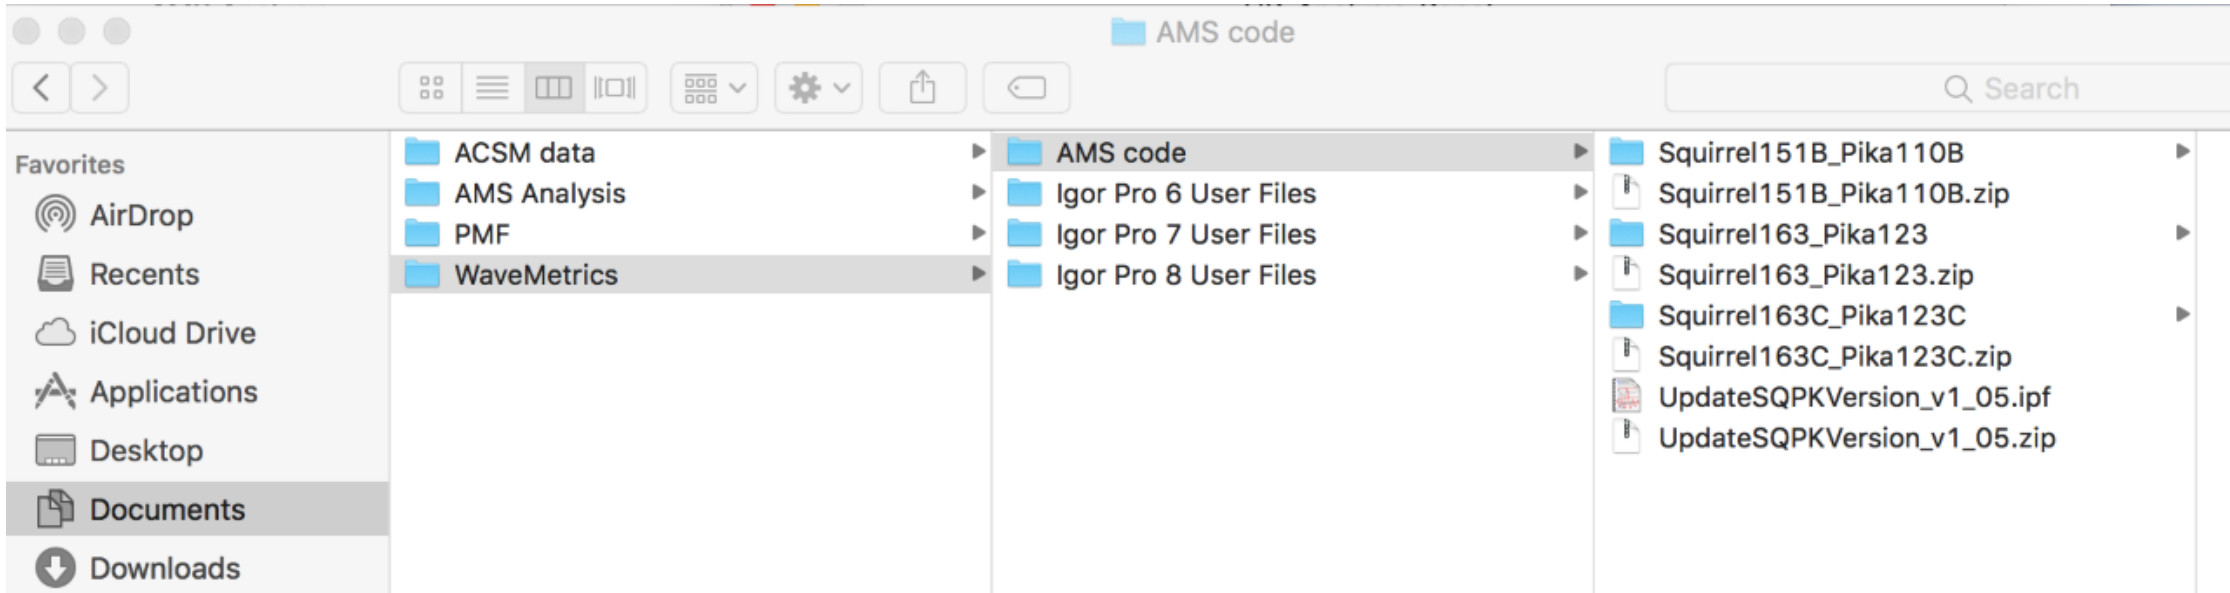 AMS code
Search
Favorites
AirDrop
Recents
iCloud Drive
Applications
Desktop
Documents
Downloads
ACSM data
AMS Analysis
PMF
WaveMetrics
AMS code
Igor Pro 6 User Files
Igor Pro 7 User Files
Igor Pro 8 User Files
Squirrel151B_Pika110B
Squirrel151B_Pika110B.zip
Squirrel163_Pika123
Squirrel163_Pika123.zip
Squirrel163C_Pika123C
Squirrel163C_Pika123C.zip
UpdateSQPKVersion_v1_05.ipf
UpdateSQPKVersion_v1_05.zip